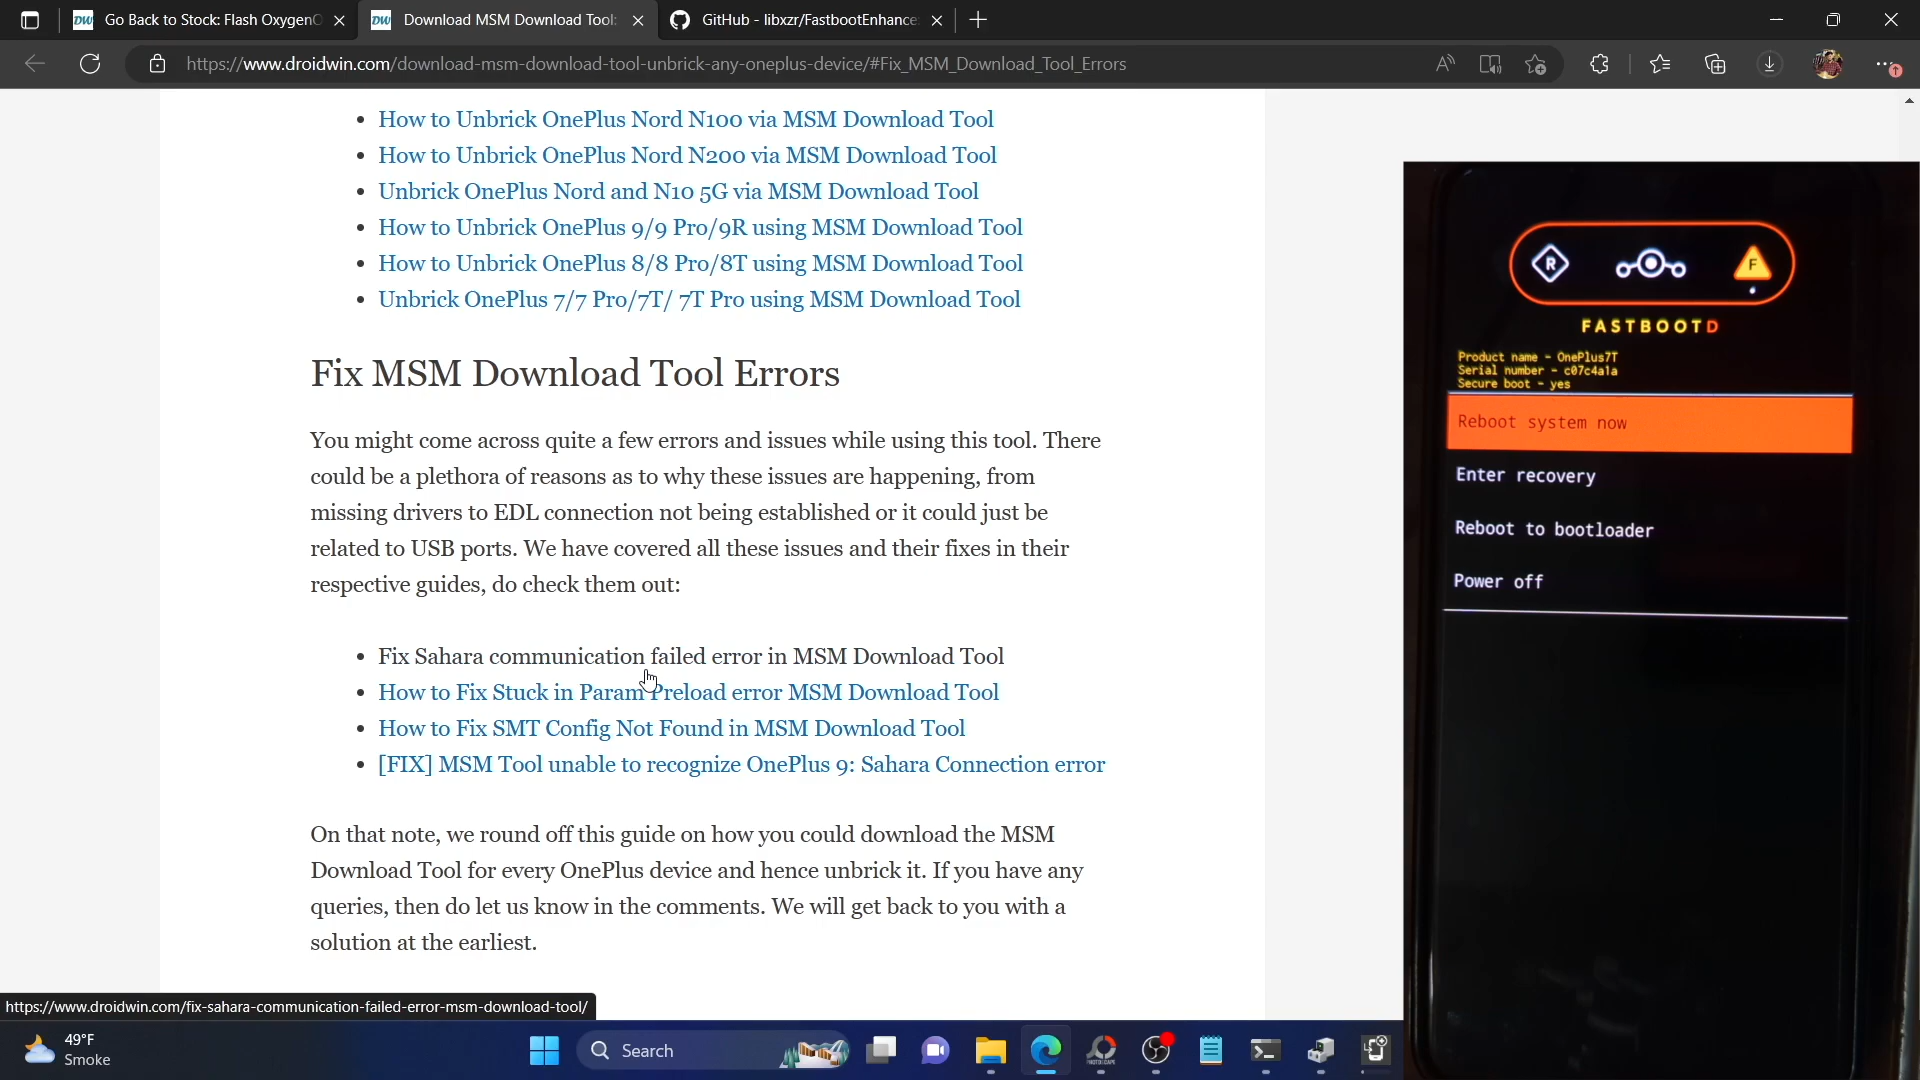 Go Back to Stock: Flash OxygenO
Download MSM Download Tool:
GitHub - libxzr/FastbootEnhance
https://www.droidwin.com/download-msm-download-tool-unbrick-any-oneplus-device/#Fix_MSM_Download_Tool_Errors
How to Unbrick OnePlus Nord N100 via MSM Download Tool
How to Unbrick OnePlus Nord N200 via MSM Download Tool
Unbrick OnePlus Nord and N10 5G via MSM Download Tool
How to Unbrick OnePlus 9/9 Pro/9R using MSM Download Tool
How to Unbrick OnePlus 8/8 Pro/8T using MSM Download Tool
Unbrick OnePlus 7/7 Pro/7T/ 7T Pro using MSM Download Tool
Fix MSM Download Tool Errors
You might come across quite a few errors and issues while using this tool. There
could be a plethora of reasons as to why these issues are happening, from
missing drivers to EDL connection not being established or it could just be
related to USB ports. We have covered all these issues and their fixes in their
respective guides, do check them out:
Fix Sahara communication failed error in MSM Download Tool
How to Fix Stuck in Param Preload error MSM Download Tool
How to Fix SMT Config Not Found in MSM Download Tool
[FIX] MSM Tool unable to recognize OnePlus 9: Sahara Connection error
On that note, we round off this guide on how you could download the MSM
Download Tool for every OnePlus device and hence unbrick it. If you have any
queries, then do let us know in the comments. We will get back to you with a
solution at the earliest.
https://www.droidwin.com/fix-sahara-communication-failed-error-msm-download-tool/
49°F
Smoke
Search
R
F
FASTBOOTD
Product name - OnePlus7T
Serial number - c07c4a1a
Secure boot - yes
Reboot system now
Enter recovery
Reboot to bootloader
Power off